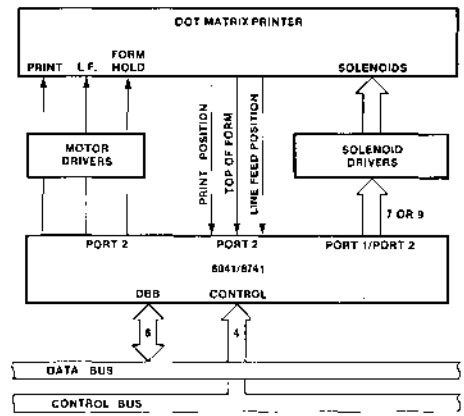 DOT MATRIX PRINTER
PRINT
L.F.
FORM
HOLD
SOLENOIDS
MOTOR
DRIVERS
PRINT POSITION
TOP OF FORM
LINE FEED POSITION
SOLENOID
DRIVERS
7 OR 9
PORT 2
PORT 2
PORT 1/PORT 2
8041/8741
DBB
CONTROL
8
4
DATA BUS
CONTROL BUS